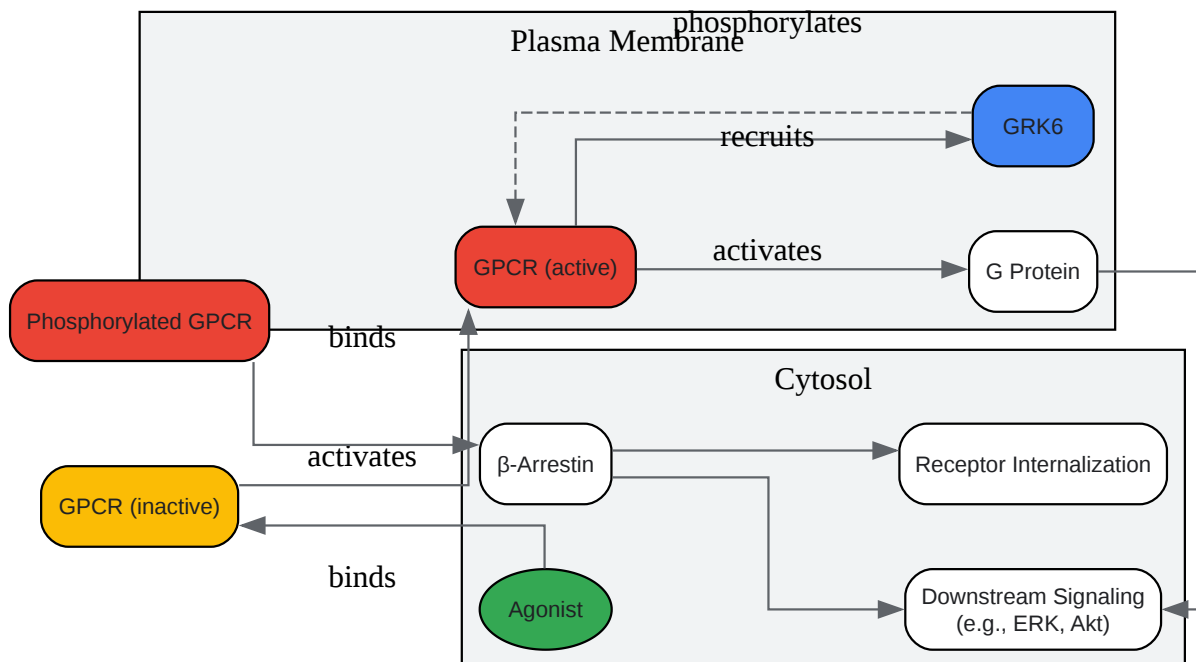 phosphorylates
Plasma Membrane
GRK6
recruits
activates
GPCR (active)
G Protein
Phosphorylated GPCR
binds
Cytosol
activates
β-Arrestin
Receptor Internalization
GPCR (inactive)
binds
Agonist
Downstream Signaling
(e.g., ERK, Akt)